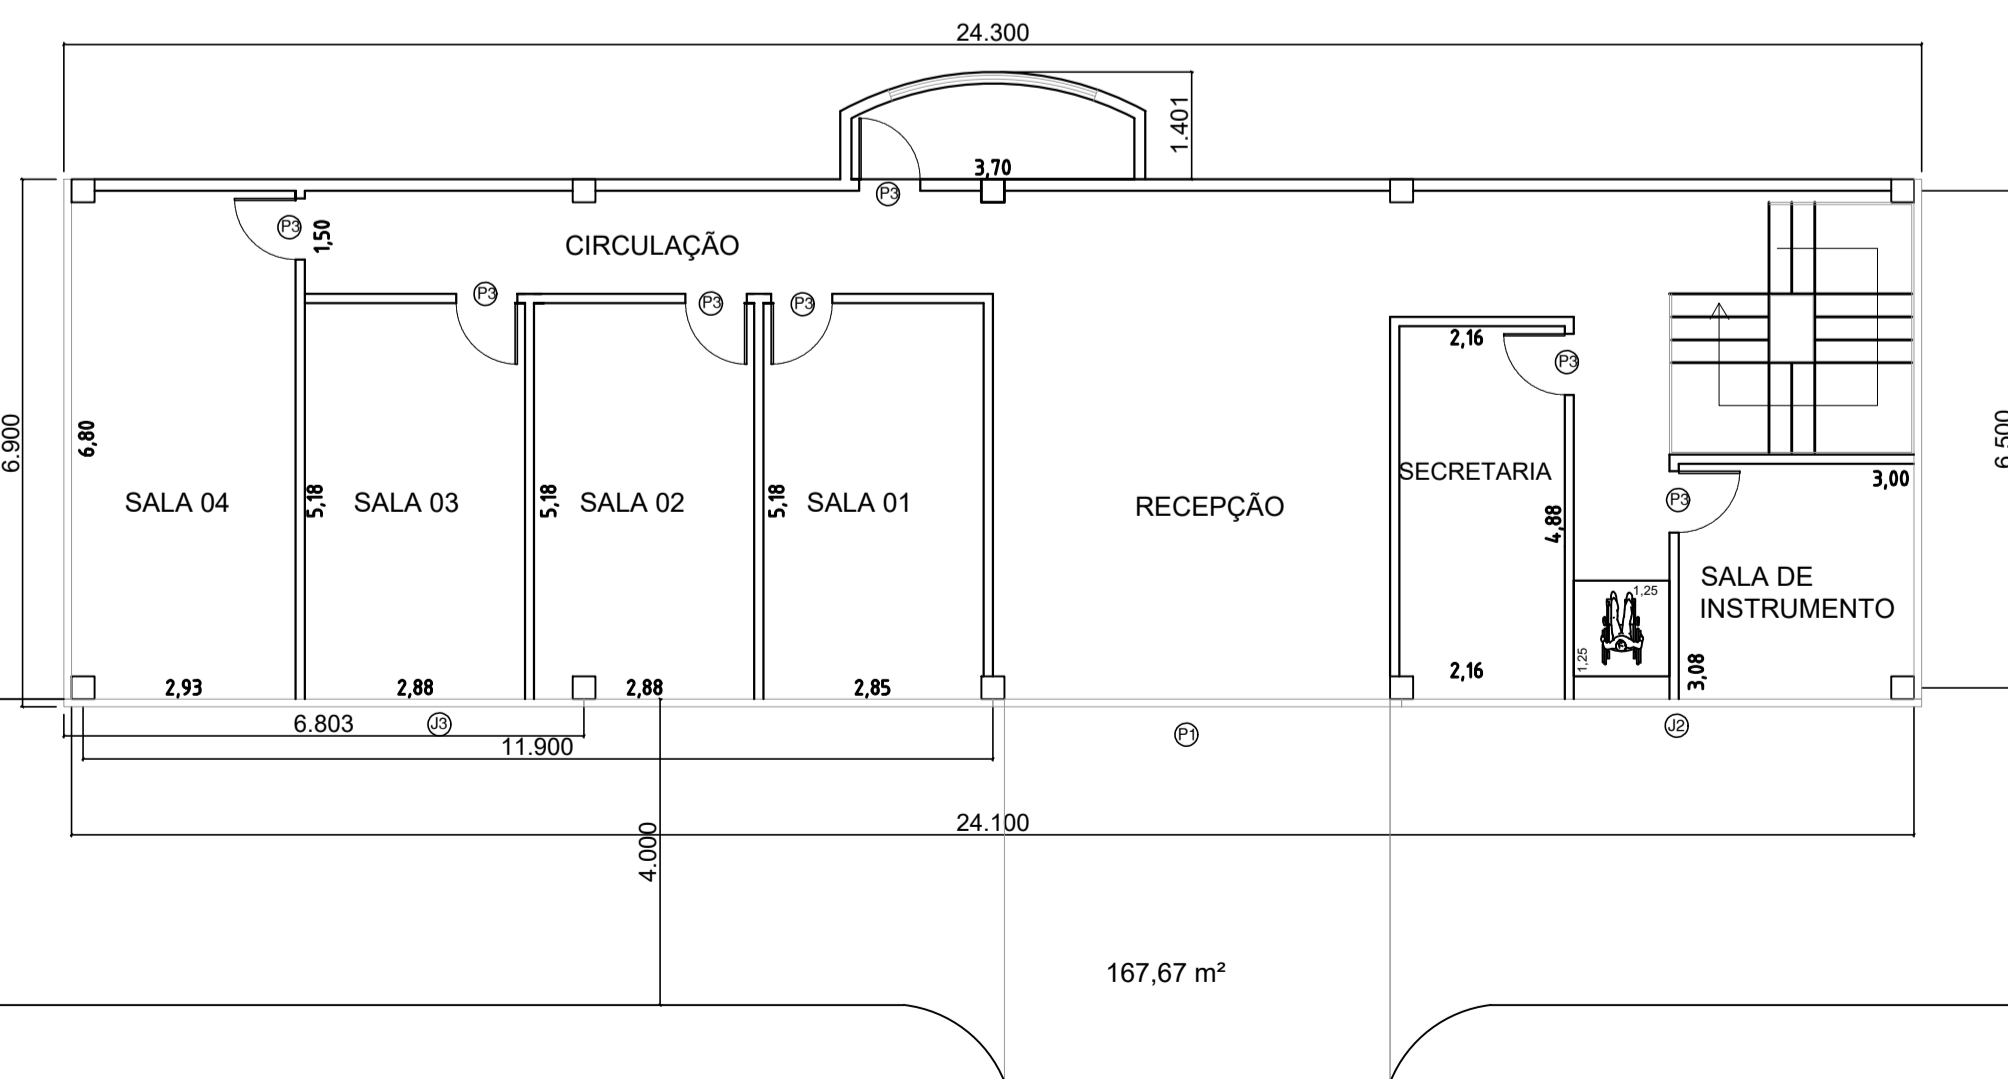 24.300
1.401
3,70
P3
P3
1,50
CIRCULAÇÃO
P3
P3
P3
2,16
P3
6.900
6,80
6.500
SALA 04
5,18
SALA 03
5,18
SALA 02
5,18
SALA 01
RECEPÇÃO
SECRETARIA
4,88
3,00
P3
SALA DE
INSTRUMENTO
1,25
1,25
2,93
2,88
2,88
2,85
2,16
3,08
6.803
J3
11.900
P1
J2
24.100
4.000
167,67 m²